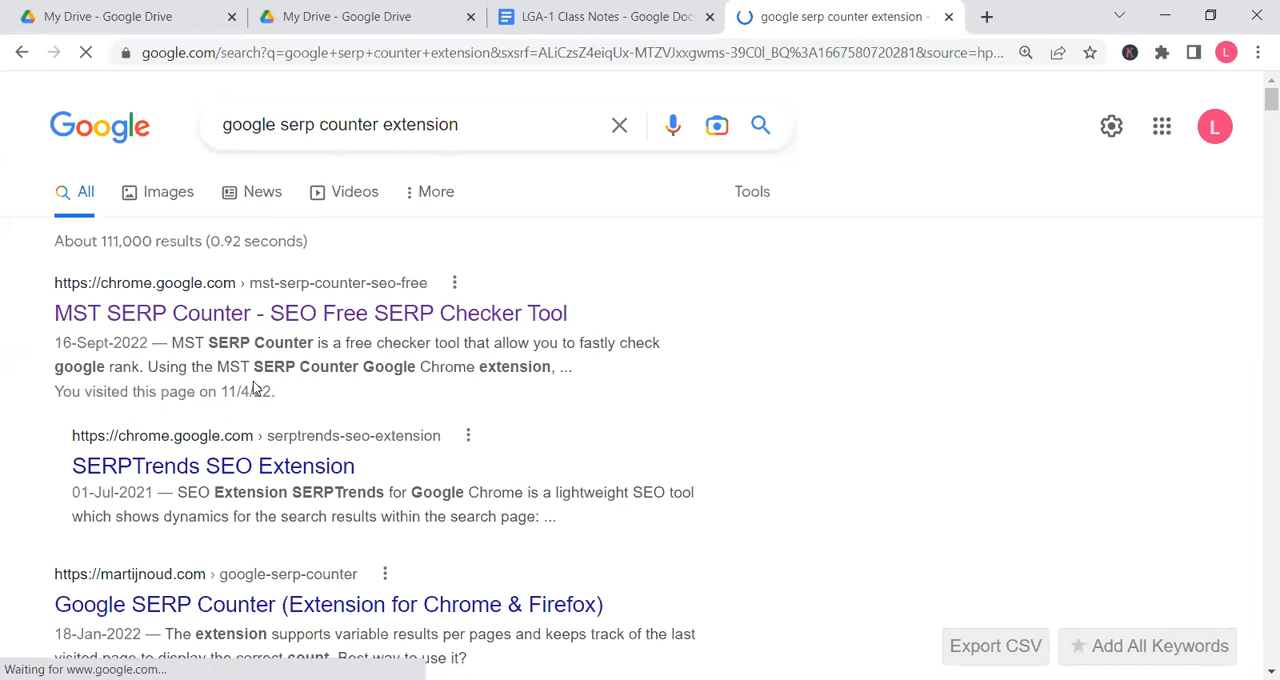 My Drive - Google Drive
My Drive - Google Drive
LGA-1 Class Notes - Google Doc
google serp counter extension -
google.com/search?q=google+serp+counter+extension&sxsrf=ALiCzsZ4eiqUx-MTZVJxxgwms-39C0l_BQ%3A1667580720281&source=hp...
K
L
Google
google serp counter extension
L
All
Images
News
Videos
More
Tools
About 111,000 results (0.92 seconds)
https://chrome.google.com › mst-serp-counter-seo-free
MST SERP Counter - SEO Free SERP Checker Tool
16-Sept-2022 — MST SERP Counter is a free checker tool that allow you to fastly check
google rank. Using the MST SERP Counter Google Chrome extension, ...
You visited this page on 11/4/22.
https://chrome.google.com › serptrends-seo-extension
SERPTrends SEO Extension
01-Jul-2021 — SEO Extension SERPTrends for Google Chrome is a lightweight SEO tool
which shows dynamics for the search results within the search page: ...
https://martijnoud.com › google-serp-counter
Google SERP Counter (Extension for Chrome & Firefox)
18-Jan-2022 — The extension supports variable results per pages and keeps track of the last
visited page to display the correct count. Best way to use it?
Export CSV
Add All Keywords
Waiting for www.google.com...